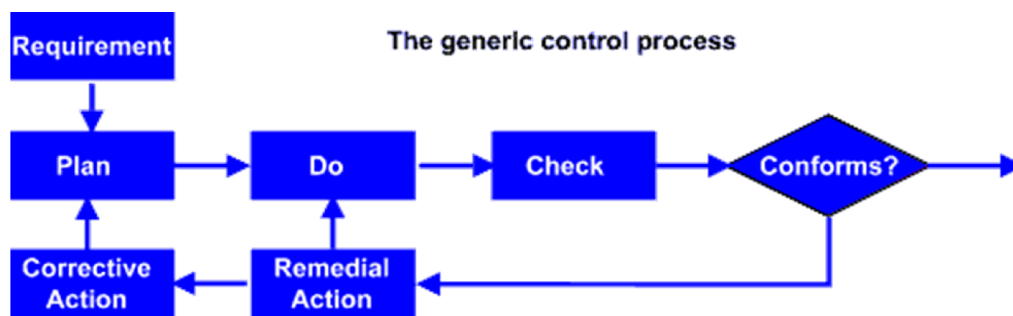 Requirement
The generic control process
Plan
Do
Check
Conforms?
Corrective
Action
Remedial
Action